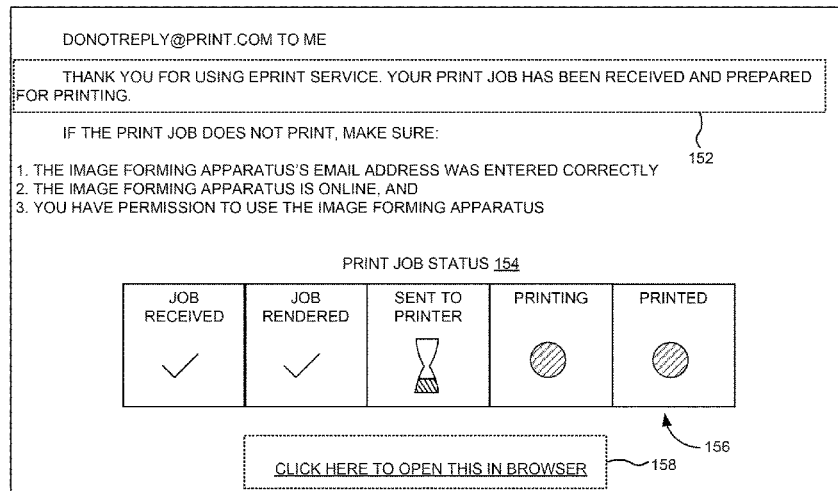 DONOTREPLY@PRINT.COM TO ME
THANK YOU FOR USING EPRINT SERVICE. YOUR PRINT JOB HAS BEEN RECEIVED AND PREPARED
FOR PRINTING.
152
IF THE PRINT JOB DOES NOT PRINT, MAKE SURE:
1. THE IMAGE FORMING APPARATUS'S EMAIL ADDRESS WAS ENTERED CORRECTLY
2. THE IMAGE FORMING APPARATUS IS ONLINE, AND
3. YOU HAVE PERMISSION TO USE THE IMAGE FORMING APPARATUS
PRINT JOB STATUS 154
JOB
RECEIVED
JOB
RENDERED
SENT TO
PRINTER
PRINTING
PRINTED
156
CLICK HERE TO OPEN THIS IN BROWSER
158